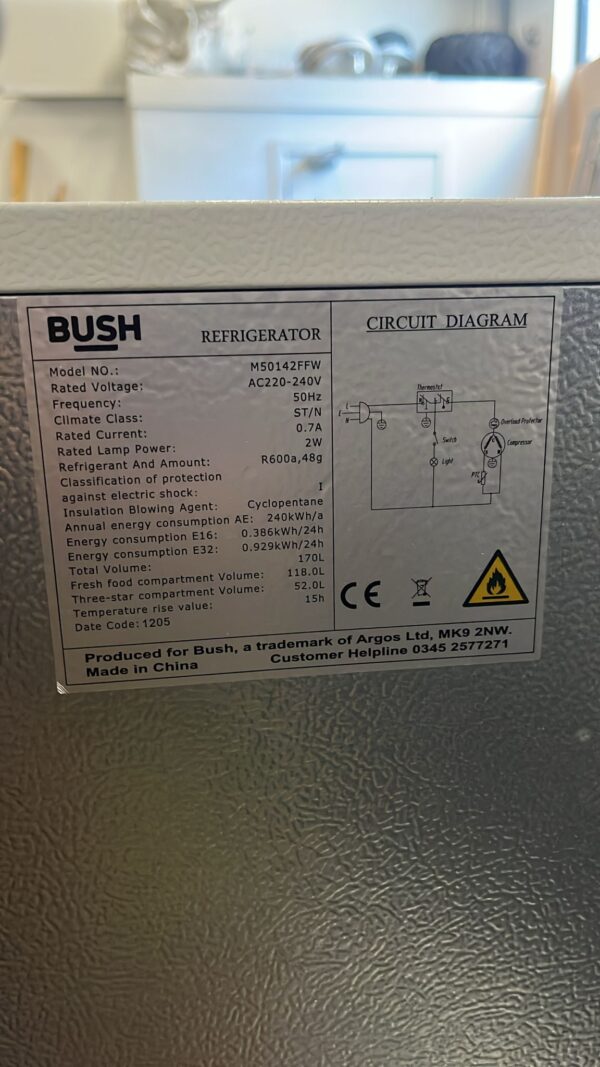 BUSH REFRIGERATOR
Model NO.: M50142FFW
Rated Voltage: AC220-240V
Frequency: 50Hz
Climate Class: ST/N
Rated Current: 0.7A
Rated Lamp Power: 2W
Refrigerant And Amount: R600a,48g
Classification of protection
against electric shock: I
Insulation Blowing Agent: Cyclopentane
Annual energy consumption AE: 240kWh/a
Energy consumption E16: 0.386kWh/24h
Energy consumption E32: 0.929kWh/24h
Total Volume: 170L
Fresh food compartment Volume: 118.0L
Three-star compartment Volume: 52.0L
Temperature rise value: 15h
Date Code: 1205
CIRCUIT DIAGRAM
Thermostat
L
E
N
Overload Protector
Switch
Compressor
Light
PTC
CE
Produced for Bush, a trademark of Argos Ltd, MK9 2NW.
Made in China Customer Helpline 0345 2577271